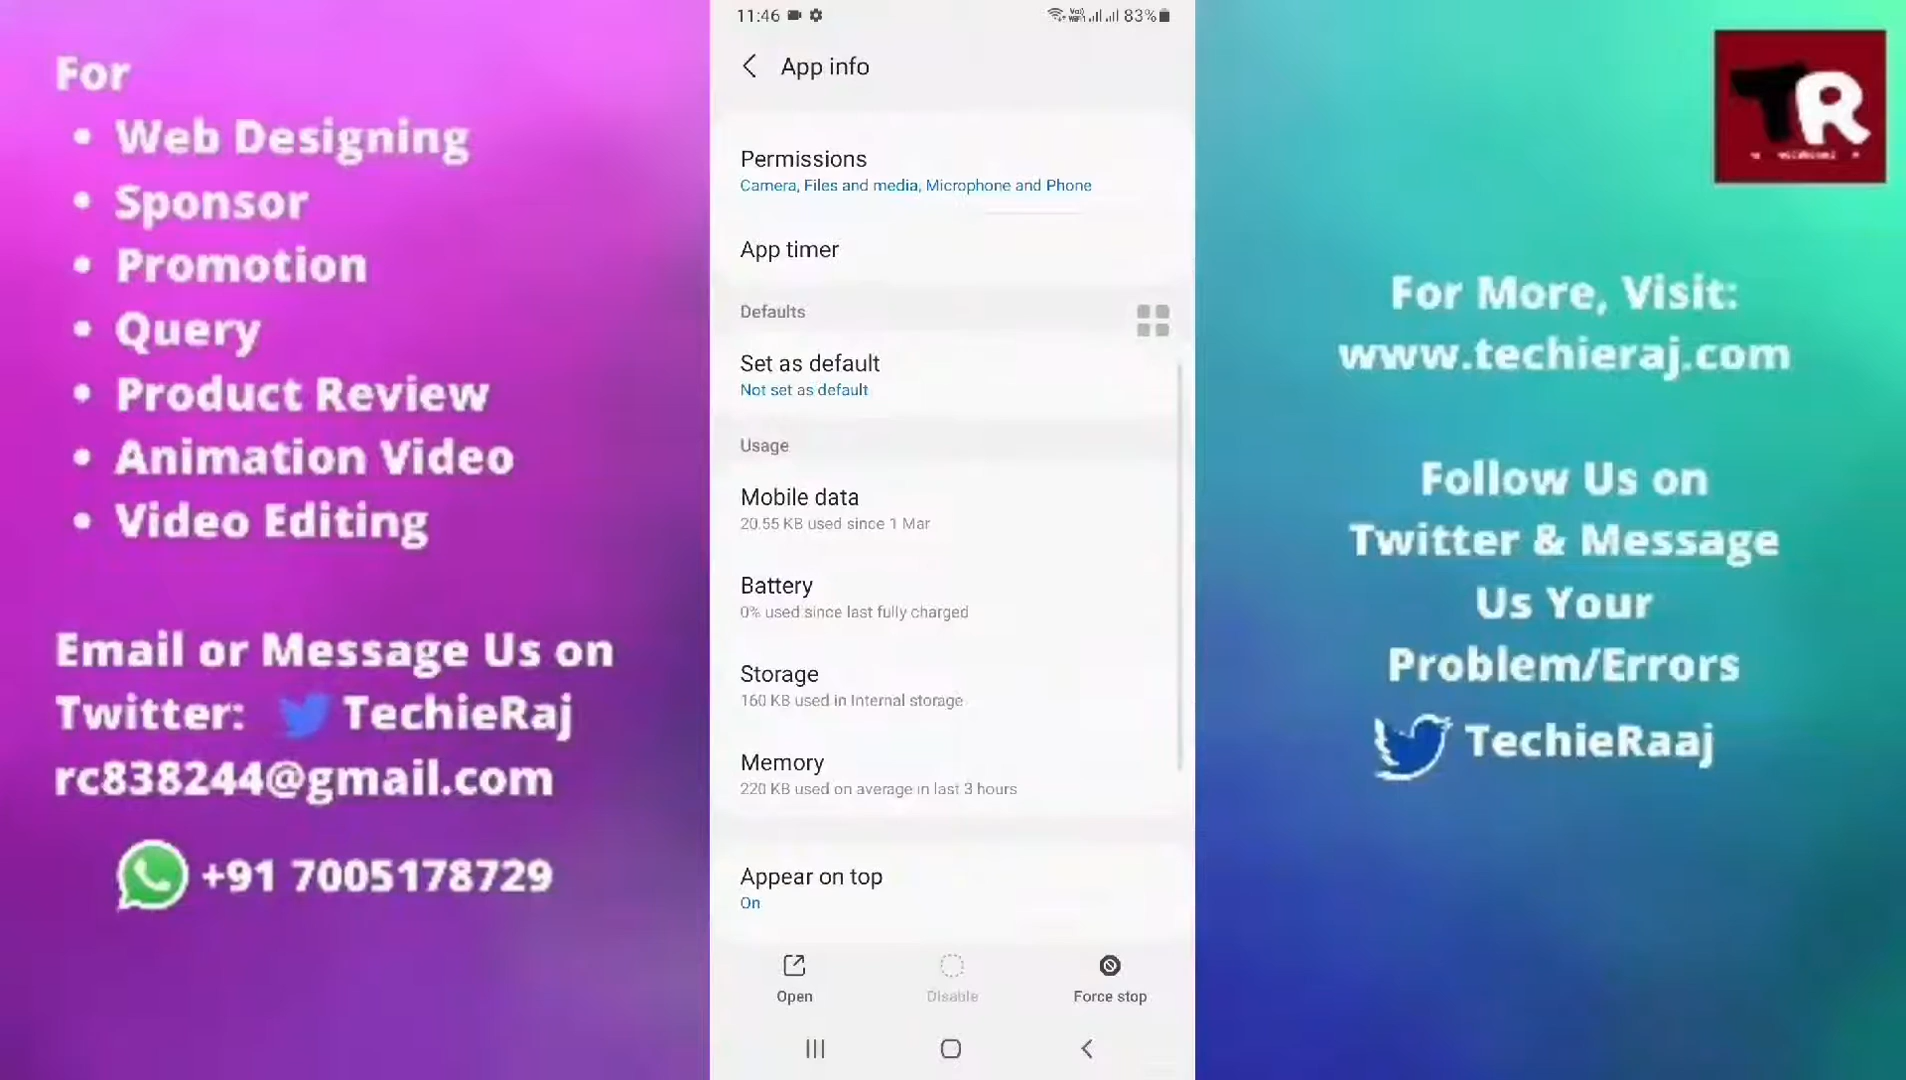 For
• Web Designing
• Sponsor
• Promotion
• Query
• Product Review
• Animation Video
• Video Editing
Email or Message Us on
Twitter: TechieRaj
rc838244@gmail.com
+91 7005178729
11:46
83%
App info
Permissions
Camera, Files and media, Microphone and Phone
App timer
Defaults
Set as default
Not set as default
Usage
Mobile data
20.55 KB used since 1 Mar
Battery
0% used since last fully charged
Storage
160 KB used in Internal storage
Memory
220 KB used on average in last 3 hours
Appear on top
On
Open
Disable
Force stop
TR
For More, Visit:
www.techieraj.com
Follow Us on
Twitter & Message
Us Your
Problem/Errors
TechieRaaj